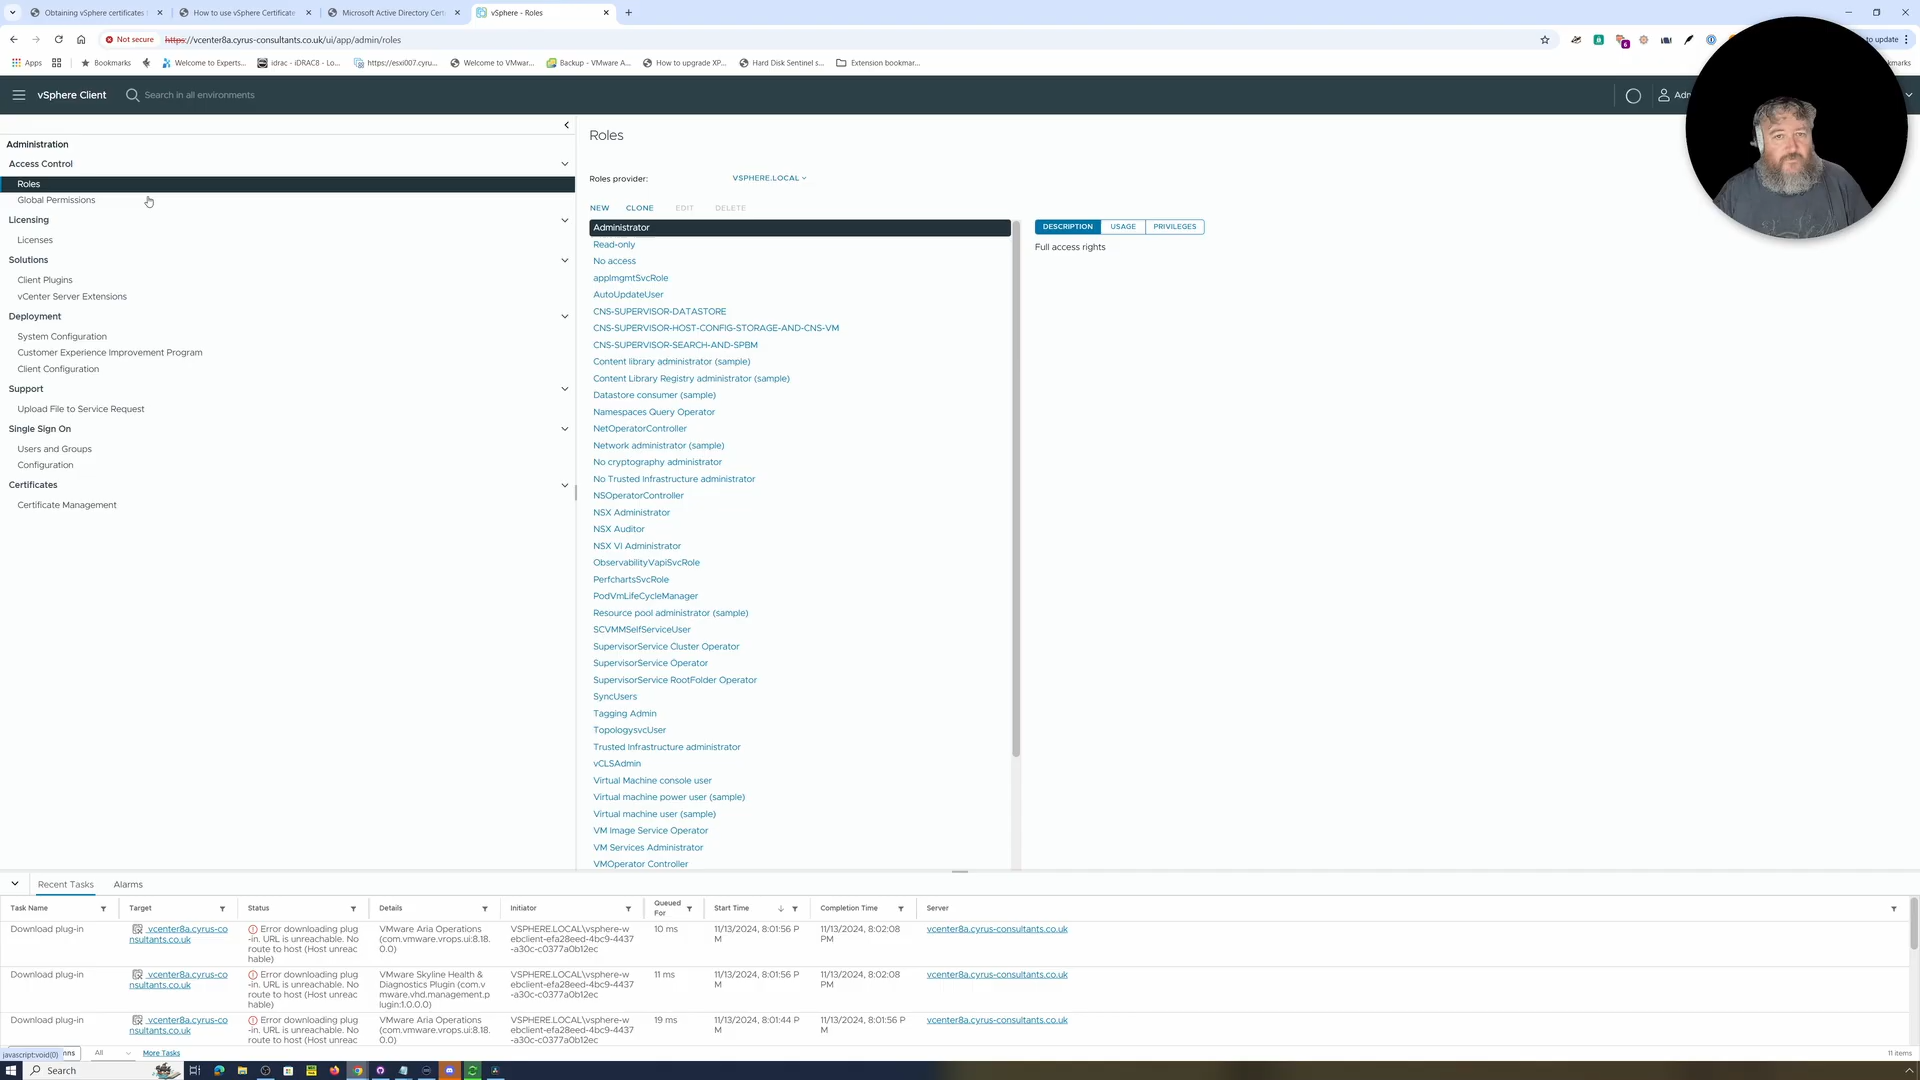 Obtaining vSphere certificates
How to use vSphere Certificate
Microsoft Active Directory Cert
vSphere - Roles
Not secure
https://vcenter8a.cyrus-consultants.co.uk/ui/app/admin/roles
to update
Apps
Bookmarks
Welcome to Experts...
idrac - iDRAC8 - Lo...
https://esxi007.cyru...
Welcome to VMwar...
Backup - VMware A...
How to upgrade XP...
Hard Disk Sentinel s...
Extension bookmar...
vSphere Client
Search in all environments
Administration
Access Control
Roles
Global Permissions
Licensing
Licenses
Solutions
Client Plugins
vCenter Server Extensions
Deployment
System Configuration
Customer Experience Improvement Program
Client Configuration
Support
Upload File to Service Request
Single Sign On
Users and Groups
Configuration
Certificates
Certificate Management
Roles
Roles provider:
VSPHERE.LOCAL
NEW
CLONE
EDIT
DELETE
Administrator
Read-only
No access
applmgmtSvcRole
AutoUpdateUser
CNS-SUPERVISOR-DATASTORE
CNS-SUPERVISOR-HOST-CONFIG-STORAGE-AND-CNS-VM
CNS-SUPERVISOR-SEARCH-AND-SPBM
Content library administrator (sample)
Content Library Registry administrator (sample)
Datastore consumer (sample)
Namespaces Query Operator
NetOperatorController
Network administrator (sample)
No cryptography administrator
No Trusted Infrastructure administrator
NSOperatorController
NSX Administrator
NSX Auditor
NSX VI Administrator
ObservabilityVapiSvcRole
PerfchartsSvcRole
PodVmLifeCycleManager
Resource pool administrator (sample)
SCVMMSelfServiceUser
SupervisorService Cluster Operator
SupervisorService Operator
SupervisorService RootFolder Operator
SyncUsers
Tagging Admin
TopologysvcUser
Trusted Infrastructure administrator
vCLSAdmin
Virtual Machine console user
Virtual machine power user (sample)
Virtual machine user (sample)
VM Image Service Operator
VM Services Administrator
VMOperator Controller
DESCRIPTION
USAGE
PRIVILEGES
Full access rights
Recent Tasks
Alarms
Task Name
Target
Status
Details
Initiator
Queued
For
Start Time
Completion Time
Server
Download plug-in
vcenter8a.cyrus-co
nsultants.co.uk
Error downloading plug
-in. URL is unreachable. No
route to host (Host unreac
hable)
VMware Aria Operations
(com.vmware.vrops.ui:8.18.
0.0)
VSPHERE.LOCAL\vsphere-w
ebclient-efa28eed-4bc9-4437
-a30c-c0377a0b12ec
10 ms
11/13/2024, 8:01:56 P
M
11/13/2024, 8:02:08
PM
vcenter8a.cyrus-consultants.co.uk
Download plug-in
vcenter8a.cyrus-co
nsultants.co.uk
Error downloading plug
-in. URL is unreachable. No
route to host (Host unreac
hable)
VMware Skyline Health &
Diagnostics Plugin (com.v
mware.vhd.management.p
lugin:1.0.0.0)
VSPHERE.LOCAL\vsphere-w
ebclient-efa28eed-4bc9-4437
-a30c-c0377a0b12ec
11 ms
11/13/2024, 8:01:56 P
M
11/13/2024, 8:02:08
PM
vcenter8a.cyrus-consultants.co.uk
Download plug-in
vcenter8a.cyrus-co
nsultants.co.uk
Error downloading plug
-in. URL is unreachable. No
route to host (Host unreac
VMware Aria Operations
(com.vmware.vrops.ui:8.18.
0.0)
VSPHERE.LOCAL\vsphere-w
ebclient-efa28eed-4bc9-4437
-a30c-c0377a0b12ec
19 ms
11/13/2024, 8:01:44 P
M
11/13/2024, 8:01:56 P
M
vcenter8a.cyrus-consultants.co.uk
javascript:void(0)
All
More Tasks
11 items
Search